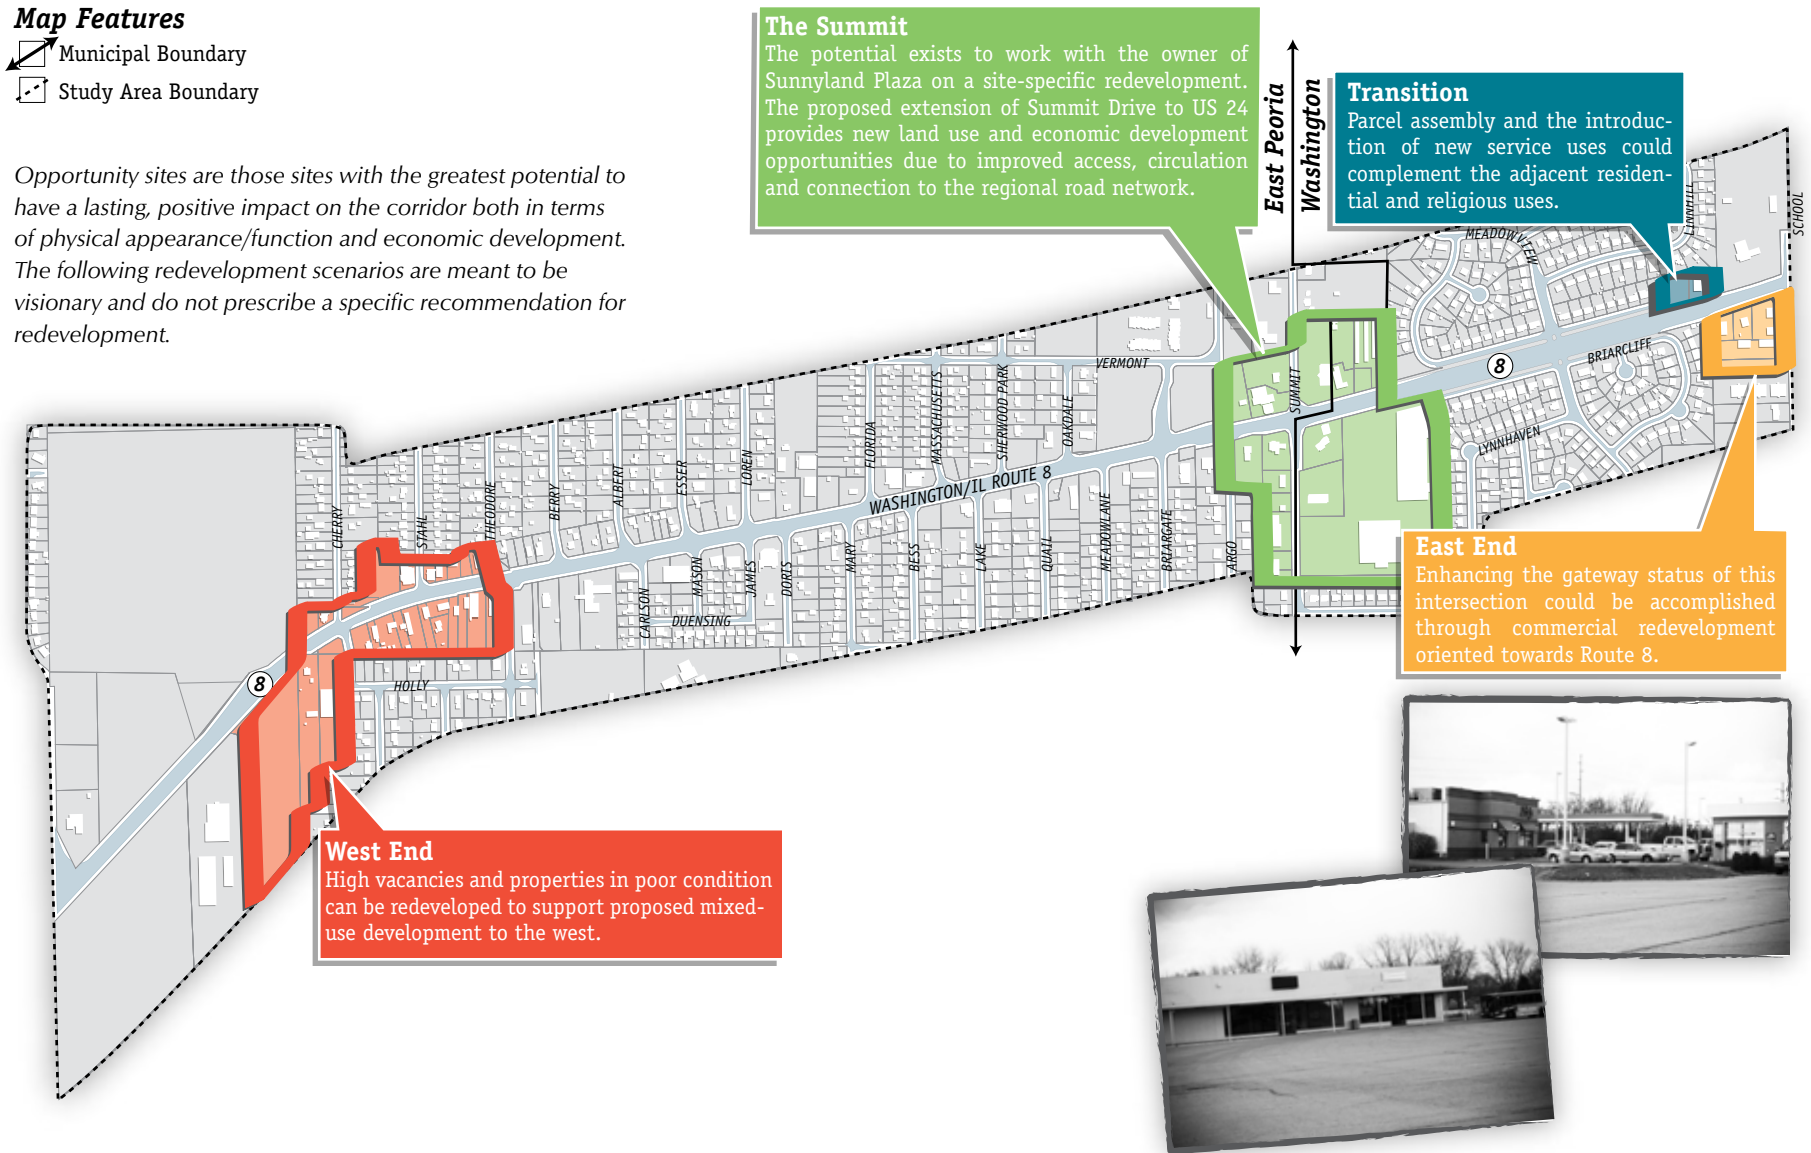 Map Features
Municipal Boundary
Study Area Boundary
Opportunity sites are those sites with the greatest potential to
have a lasting, positive impact on the corridor both in terms
of physical appearance/function and economic development.
The following redevelopment scenarios are meant to be
visionary and do not prescribe a specific recommendation for
redevelopment.
The Summit
The potential exists to work with the owner of
Sunnyland Plaza on a site-specific redevelopment.
The proposed extension of Summit Drive to US 24
provides new land use and economic development
opportunities due to improved access, circulation
and connection to the regional road network.
East Peoria
Washington
Transition
Parcel assembly and the introduc-
tion of new service uses could
complement the adjacent residen-
tial and religious uses.
LINNHILL
SCHOOL
MEADOWVIEW
VERMONT
SUMMIT
8
BRIARCLIFF
LYNNHAVEN
FLORIDA
MASSACHUSETTS
SHERWOOD PARK
OAKDALE
CHERRY
STAHL
THEODORE
BERRY
ALBERT
ESSER
LOREN
WASHINGTON/IL ROUTE 8
CARLSON
MASON
JAMES
DORIS
MARY
BESS
LAKE
QUAIL
MEADOWLANE
BRIARGATE
ARGO
DUENSING
HOLLY
8
East End
Enhancing the gateway status of this
intersection could be accomplished
through commercial redevelopment
oriented towards Route 8.
West End
High vacancies and properties in poor condition
can be redeveloped to support proposed mixed-
use development to the west.